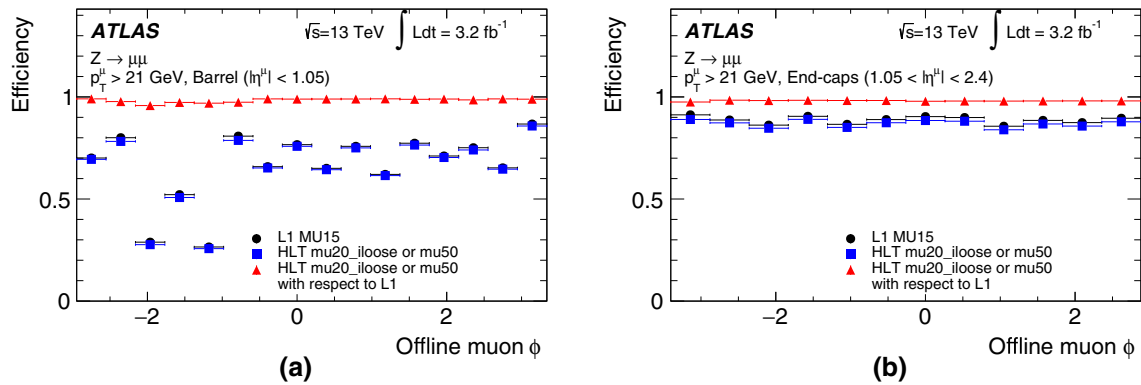 Efficiency
ATLAS
√s=13 TeV ∫ Ldt = 3.2 fb⁻¹
Z → μμ
p_T^μ > 21 GeV, Barrel (|η^μ| < 1.05)
1
0.5
0
L1 MU15
HLT mu20_iloose or mu50
HLT mu20_iloose or mu50
with respect to L1
−2
0
2
Offline muon ϕ
(a)
Efficiency
ATLAS
√s=13 TeV ∫ Ldt = 3.2 fb⁻¹
Z → μμ
p_T^μ > 21 GeV, End-caps (1.05 < |η^μ| < 2.4)
1
0.5
0
L1 MU15
HLT mu20_iloose or mu50
HLT mu20_iloose or mu50
with respect to L1
−2
0
2
Offline muon ϕ
(b)